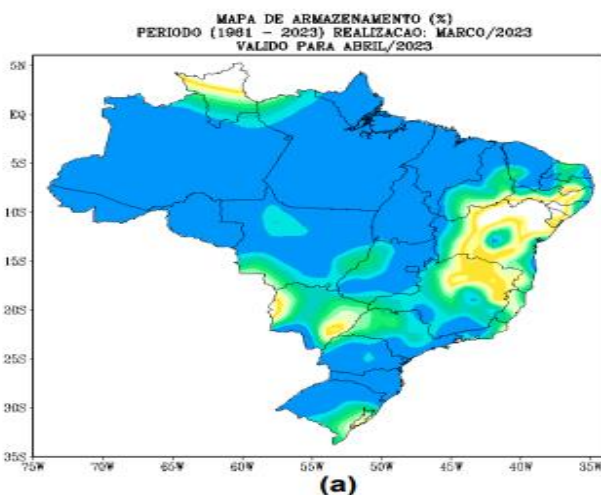 MAPA DE ARMAZENAMENTO (%)
PERIODO (1961 - 2023) REALIZACAO: MARCO/2023
VALIDO PARA ABRIL/2023
5N
EQ
5S
10S
15S
20S
25S
30S
35S
75W 70W 65W 60W 55W 50W 45W 40W 35W
(a)